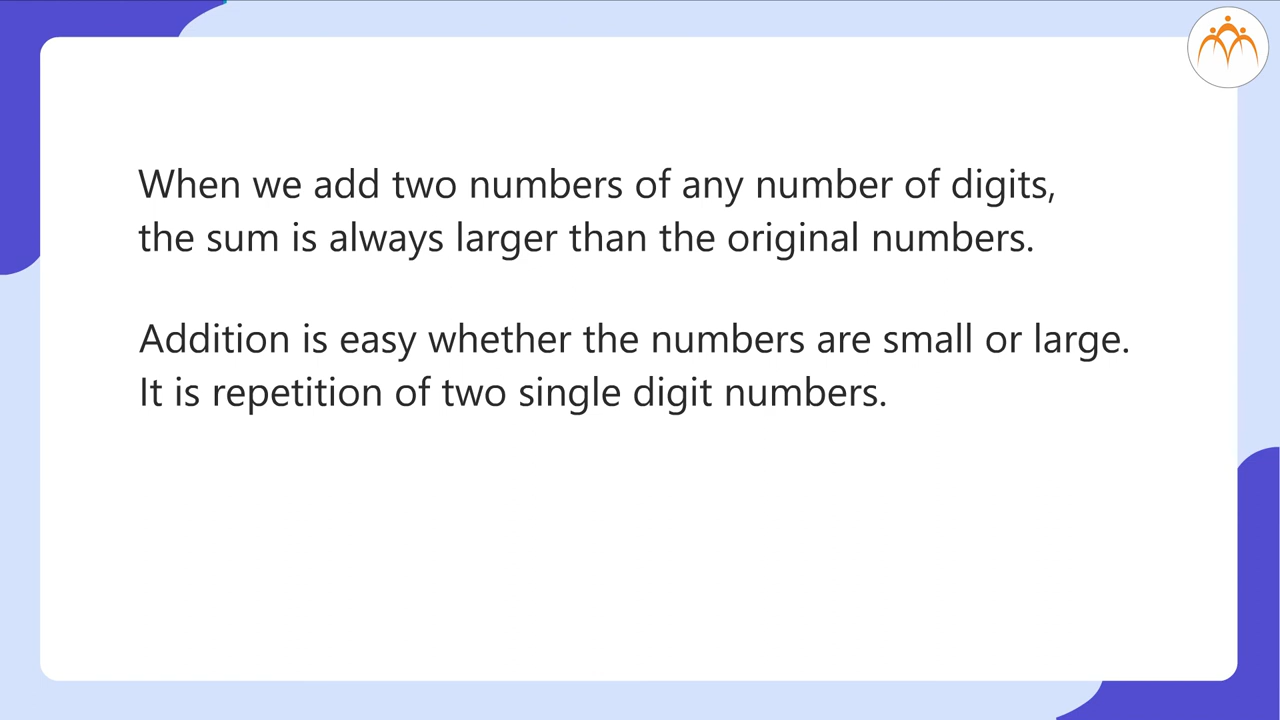 When we add two numbers of any number of digits,
the sum is always larger than the original numbers.
Addition is easy whether the numbers are small or large.
It is repetition of two single digit numbers.